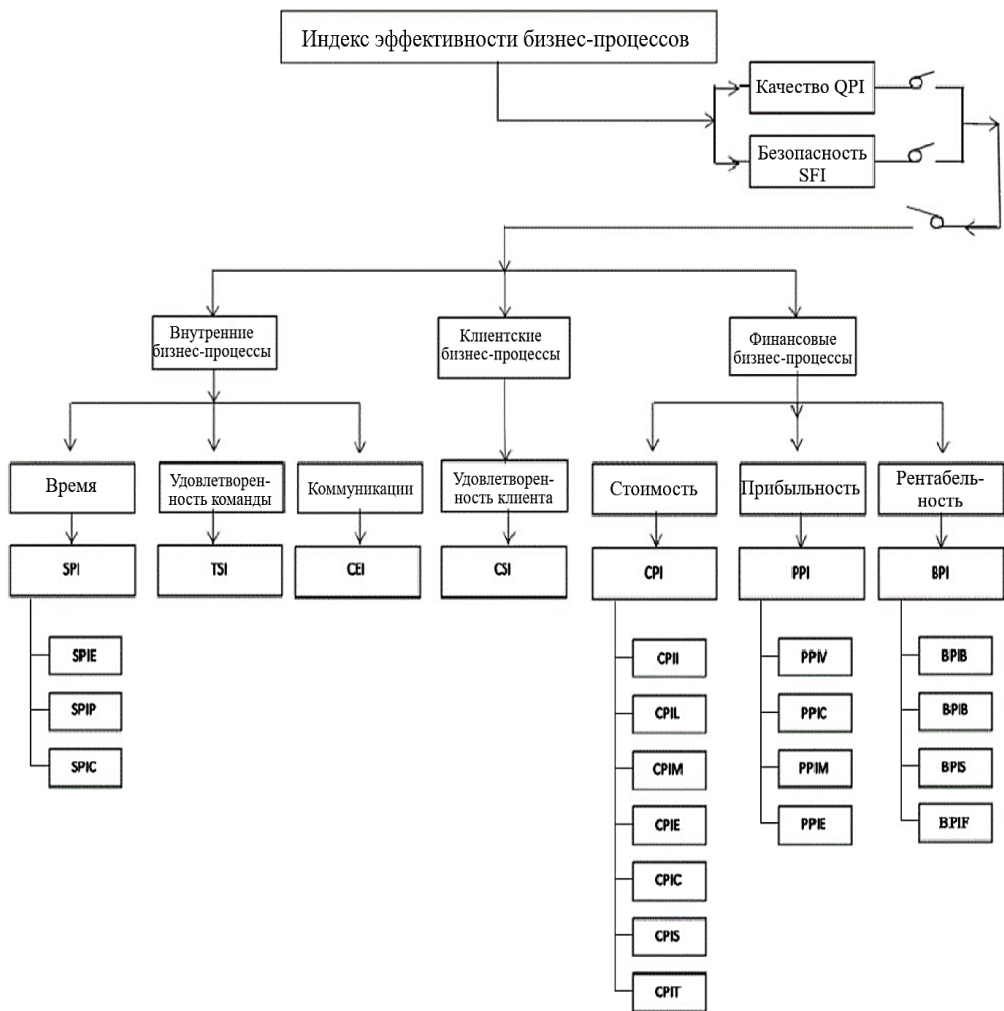 Индекс эффективности бизнес-процессов
Качество QPI
Безопасность
SFI
Внутренние
бизнес-процессы
Клиентские
бизнес-процессы
Финансовые
бизнес-процессы
Время
Удовлетворен-
ность команды
Коммуникации
Удовлетворен-
ность клиента
Стоимость
Прибыльность
Рентабель-
ность
SPI
TSI
CEI
CSI
CPI
PPI
BPI
SPIE
SPIP
SPIC
CPII
CPIL
CPIM
CPIE
CPIC
CPIS
CPIT
PPIV
PPIC
PPIM
PPIE
BPIB
BPIB
BPIS
BPIF